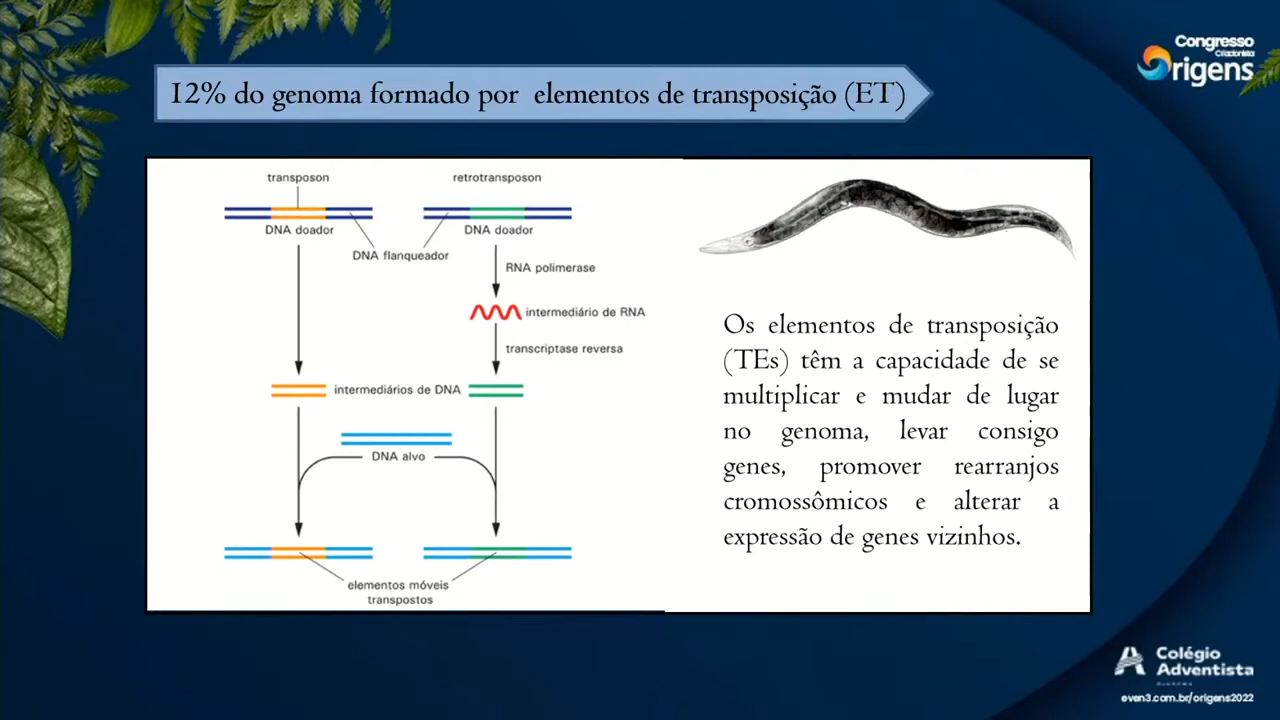 Congresso
Criacionista
Origens
12% do genoma formado por elementos de transposição (ET)
transposon
retrotransposon
DNA doador
DNA doador
DNA flanqueador
RNA polimerase
intermediário de RNA
transcriptase reversa
intermediários de DNA
DNA alvo
elementos móveis
transpostos
Os elementos de transposição
(TEs) têm a capacidade de se
multiplicar e mudar de lugar
no genoma, levar consigo
genes, promover rearranjos
cromossômicos e alterar a
expressão de genes vizinhos.
Colégio
Adventista
even3.com.br/origens2022